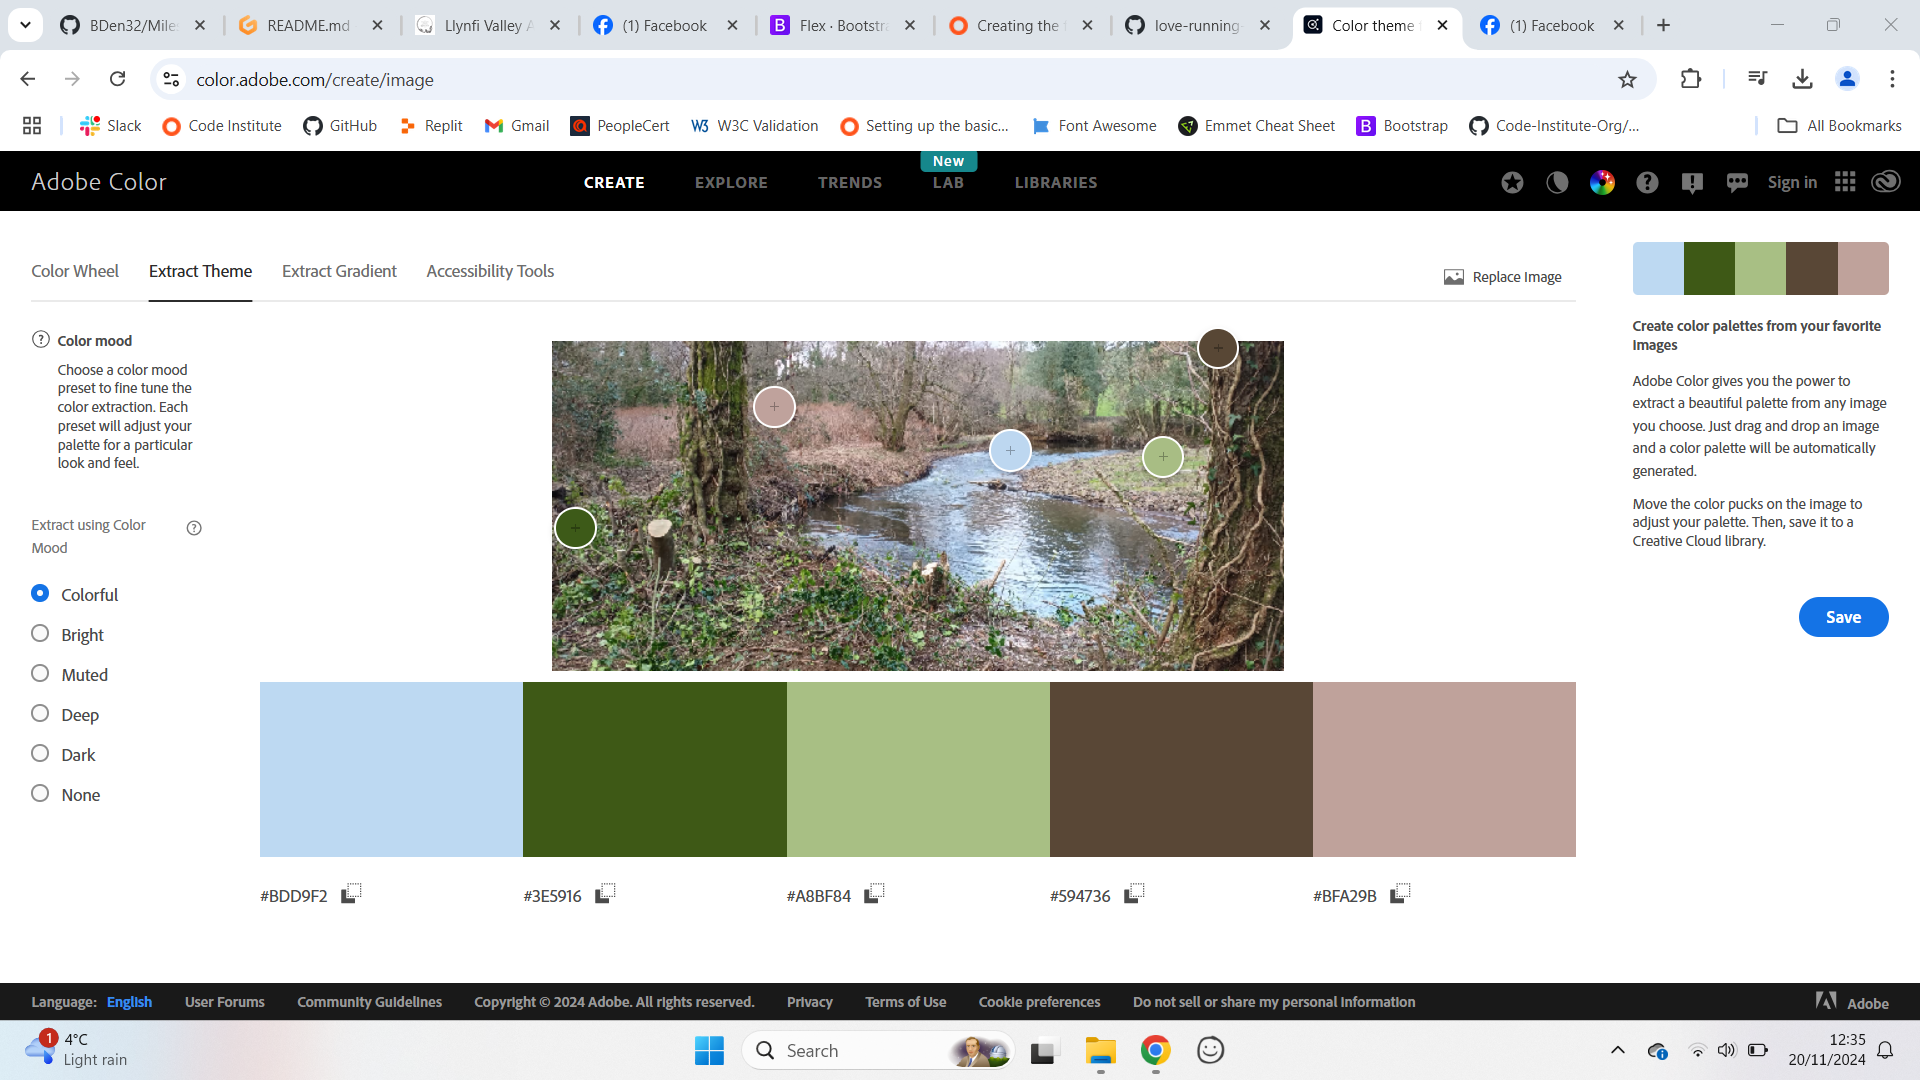 BDen32/Miles
README.md
Llynfi Valley A
(1) Facebook
Flex · Bootstra
Creating the f
love-running-
Color theme f
(1) Facebook
color.adobe.com/create/image
Slack
Code Institute
GitHub
Replit
Gmail
PeopleCert
W3C Validation
Setting up the basic...
Font Awesome
Emmet Cheat Sheet
Bootstrap
Code-Institute-Org/...
All Bookmarks
Adobe Color
CREATE
EXPLORE
TRENDS
New
LAB
LIBRARIES
Sign in
Color Wheel
Extract Theme
Extract Gradient
Accessibility Tools
Replace Image
Color mood
Choose a color mood
preset to fine tune the
color extraction. Each
preset will adjust your
palette for a particular
look and feel.
Extract using Color
Mood
Colorful
Bright
Muted
Deep
Dark
None
Create color palettes from your favorite
images
Adobe Color gives you the power to
extract a beautiful palette from any image
you choose. Just drag and drop an image
and a color palette will be automatically
generated.
Move the color pucks on the image to
adjust your palette. Then, save it to a
Creative Cloud library.
Save
#BDD9F2
#3E5916
#A8BF84
#594736
#BFA29B
Language: English
User Forums
Community Guidelines
Copyright © 2024 Adobe. All rights reserved.
Privacy
Terms of Use
Cookie preferences
Do not sell or share my personal information
Adobe
1
4°C
Light rain
Search
12:35
20/11/2024